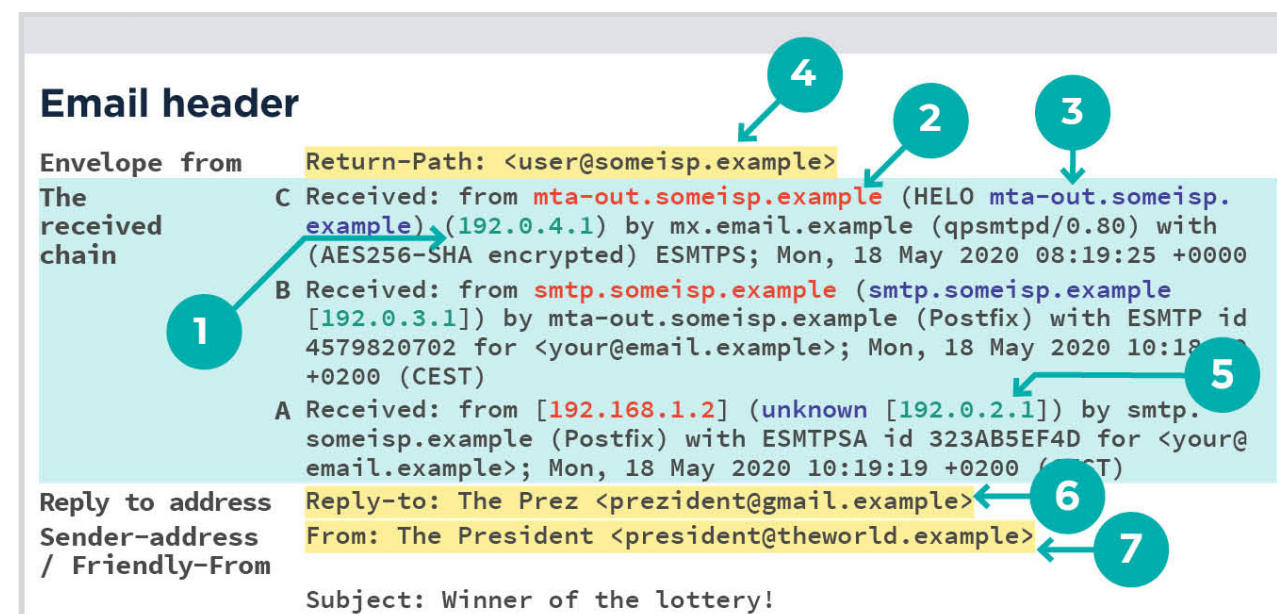 4
2
3
Email header
Envelope from Return-Path: <user@someisp.example>
The C Received: from mta-out.someisp.example (HELO mta-out.someisp.
received example) (192.0.4.1) by mx.email.example (qpsmtpd/0.80) with
chain (AES256-SHA encrypted) ESMTPS; Mon, 18 May 2020 08:19:25 +0000
B Received: from smtp.someisp.example (smtp.someisp.example
1 [192.0.3.1]) by mta-out.someisp.example (Postfix) with ESMTP id
4579820702 for <your@email.example>; Mon, 18 May 2020
+0200 (CEST)
5
A Received: from [192.168.1.2] (unknown [192.0.2.1]) by smtp.
someisp.example (Postfix) with ESMTPSA id 323AB5EF4D for <your@
email.example>; Mon, 18 May 2020 10:19:19 +0200
Reply to address Reply-to: The Prez <prezident@gmail.example> 6
Sender-address From: The President <president@theworld.example> 7
/ Friendly-From
Subject: Winner of the lottery!